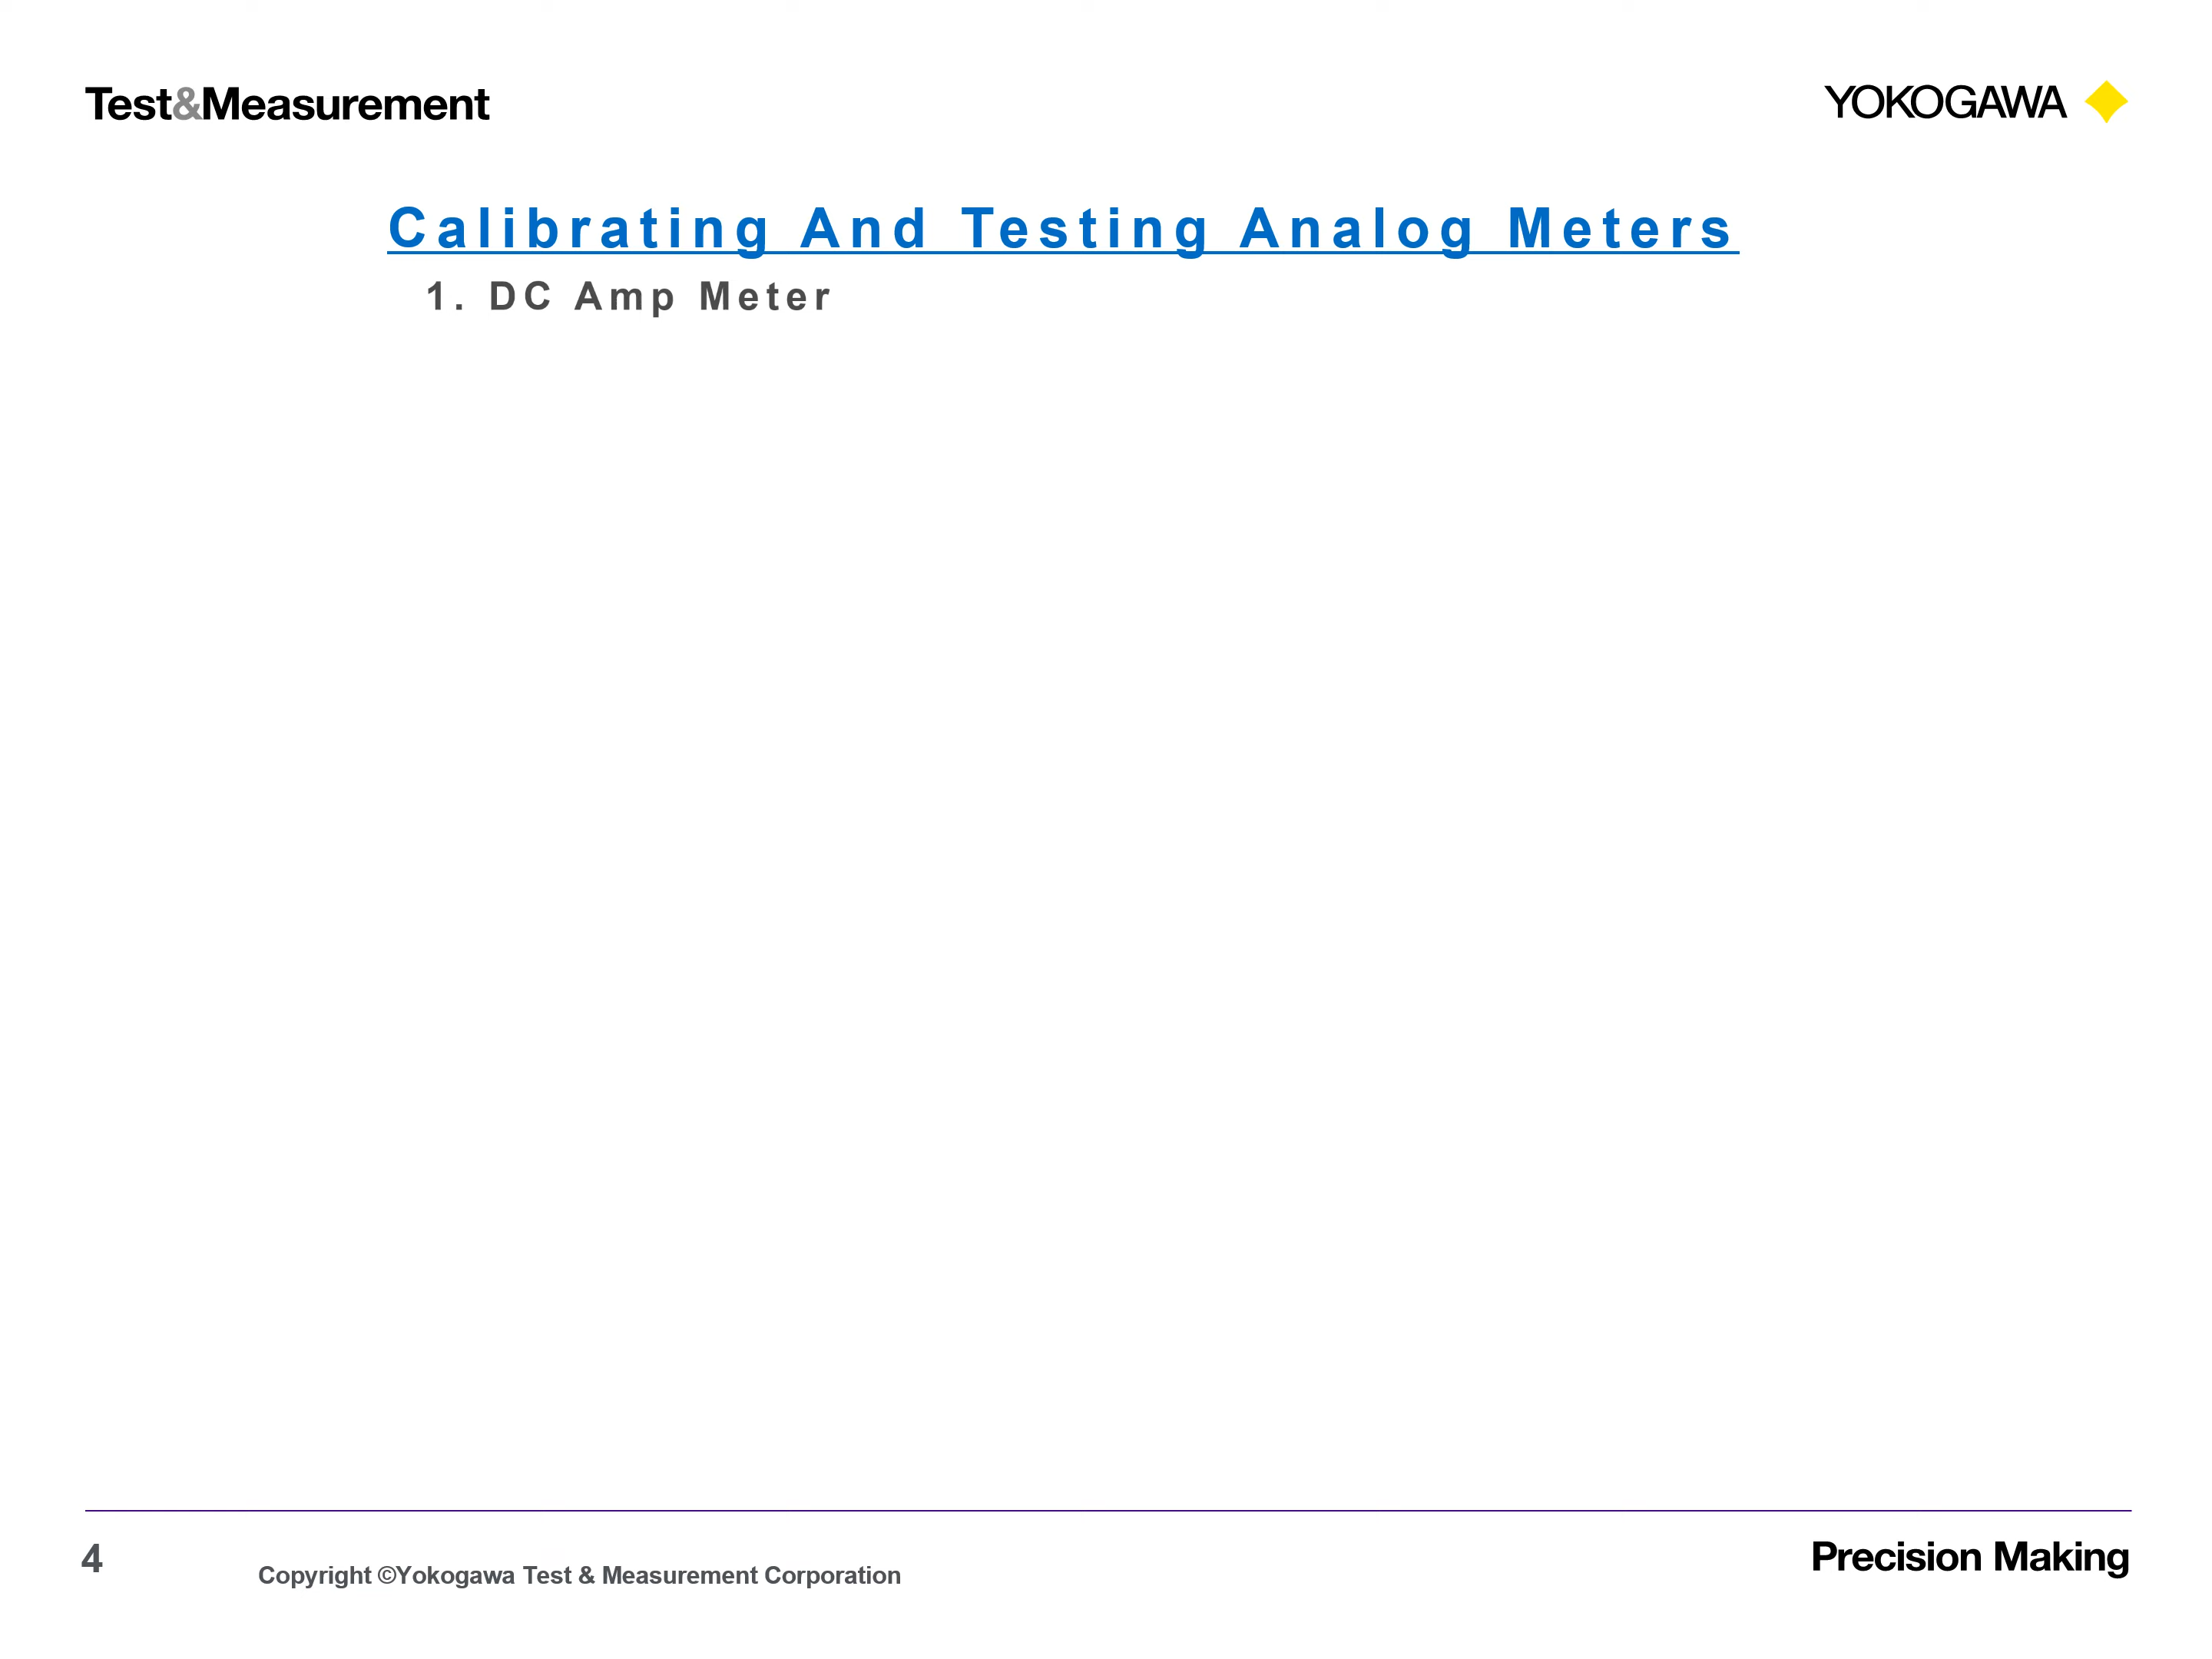 Test&Measurement
YOKOGAWA
Calibrating And Testing Analog Meters
1. DC Amp Meter
4
Copyright ©Yokogawa Test & Measurement Corporation
Precision Making